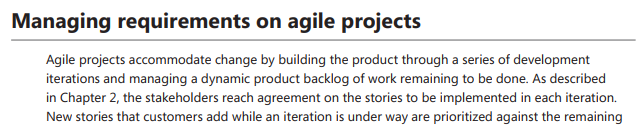 Managing requirements on agile projects
Agile projects accommodate change by building the product through a series of development
iterations and managing a dynamic product backlog of work remaining to be done. As described
in Chapter 2, the stakeholders reach agreement on the stories to be implemented in each iteration.
New stories that customers add while an iteration is under way are prioritized against the remaining